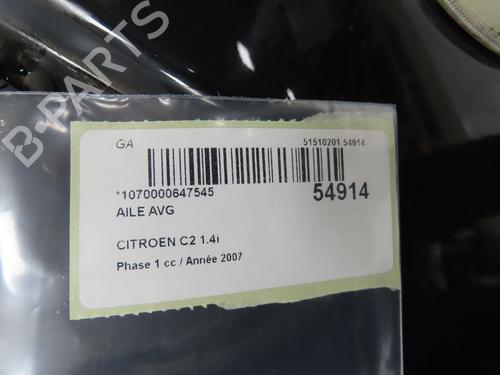 B-PARTS
GA 51510201 54914
*1070000647545 54914
AILE AVG
CITROEN C2 1.4i
Phase 1 cc / Année 2007